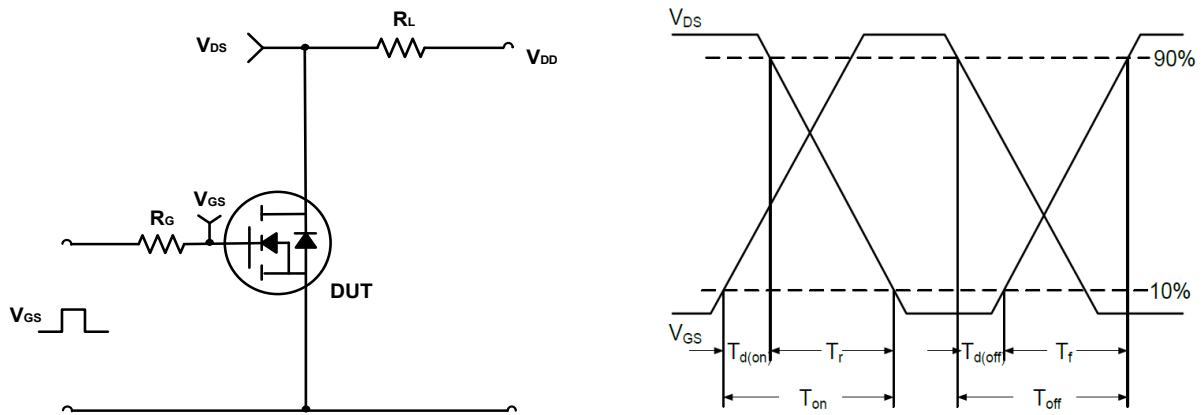 RL
VDS
VDD
VGS
RG
DUT
VGS
VDS
90%
10%
VGS
Td(on)
Tr
Td(off)
Tf
Ton
Toff